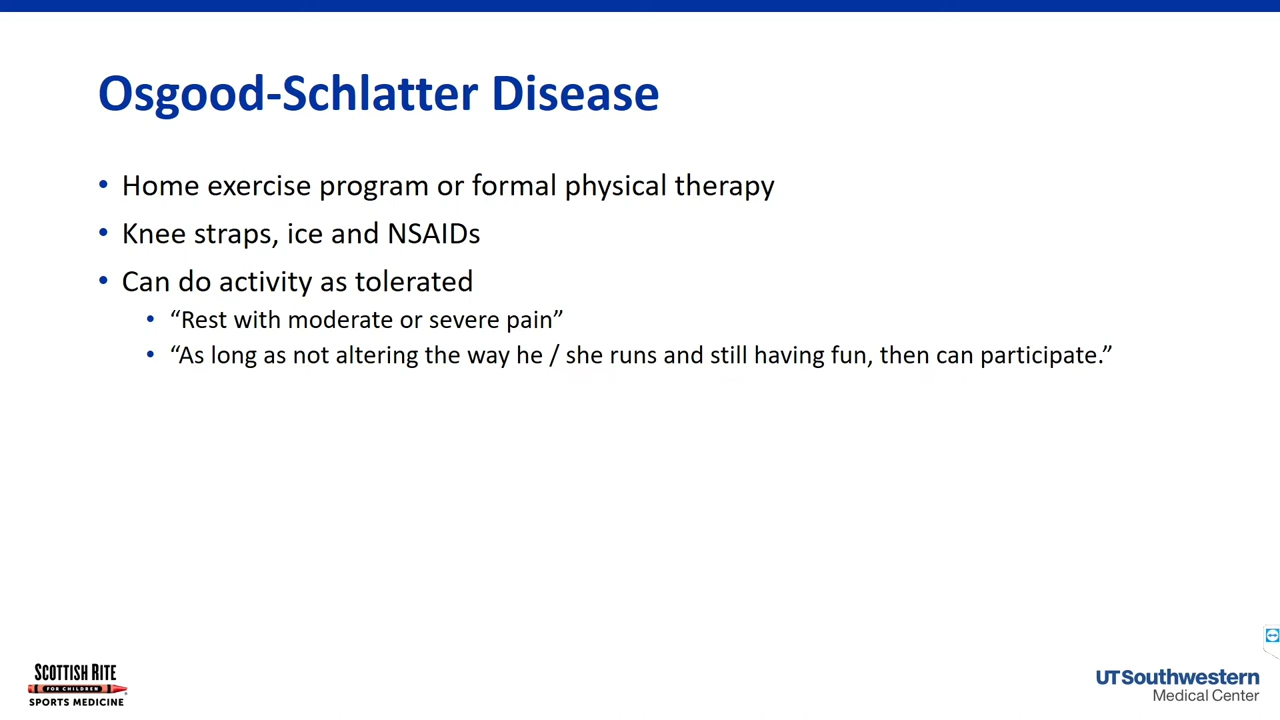 Osgood-Schlatter Disease
• Home exercise program or formal physical therapy
• Knee straps, ice and NSAIDs
• Can do activity as tolerated
• “Rest with moderate or severe pain”
• “As long as not altering the way he / she runs and still having fun, then can participate.”
SCOTTISH RITE
FOR CHILDREN
SPORTS MEDICINE
UT Southwestern
Medical Center